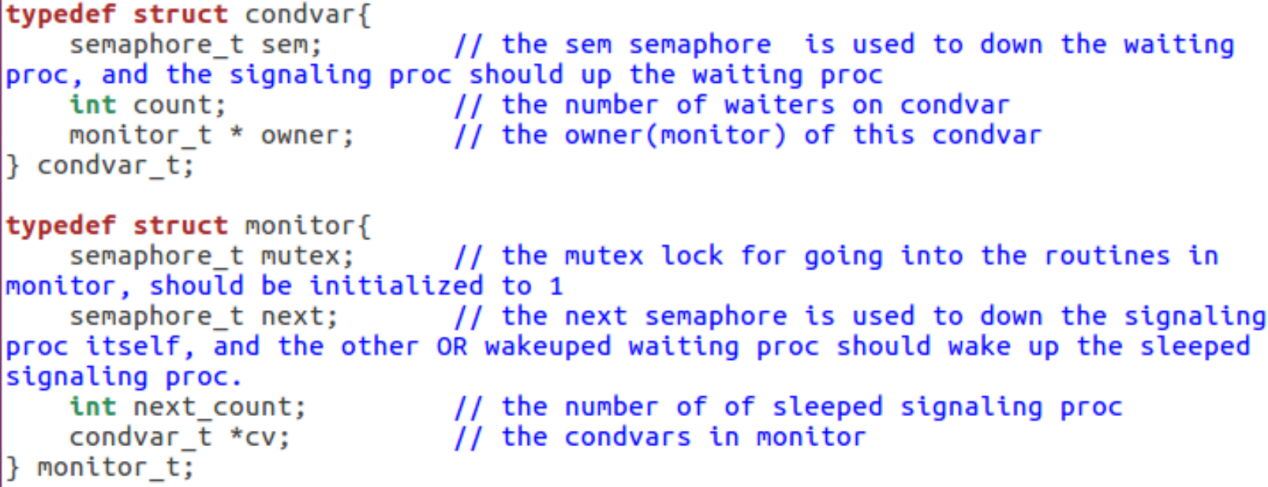 typedef struct condvar{
    semaphore_t sem;        // the sem semaphore  is used to down the waiting
proc, and the signaling proc should up the waiting proc
    int count;              // the number of waiters on condvar
    monitor_t * owner;      // the owner(monitor) of this condvar
} condvar_t;

typedef struct monitor{
    semaphore_t mutex;      // the mutex lock for going into the routines in
monitor, should be initialized to 1
    semaphore_t next;       // the next semaphore is used to down the signaling
proc itself, and the other OR wakeuped waiting proc should wake up the sleeped
signaling proc.
    int next_count;         // the number of of sleeped signaling proc
    condvar_t *cv;          // the condvars in monitor
} monitor_t;